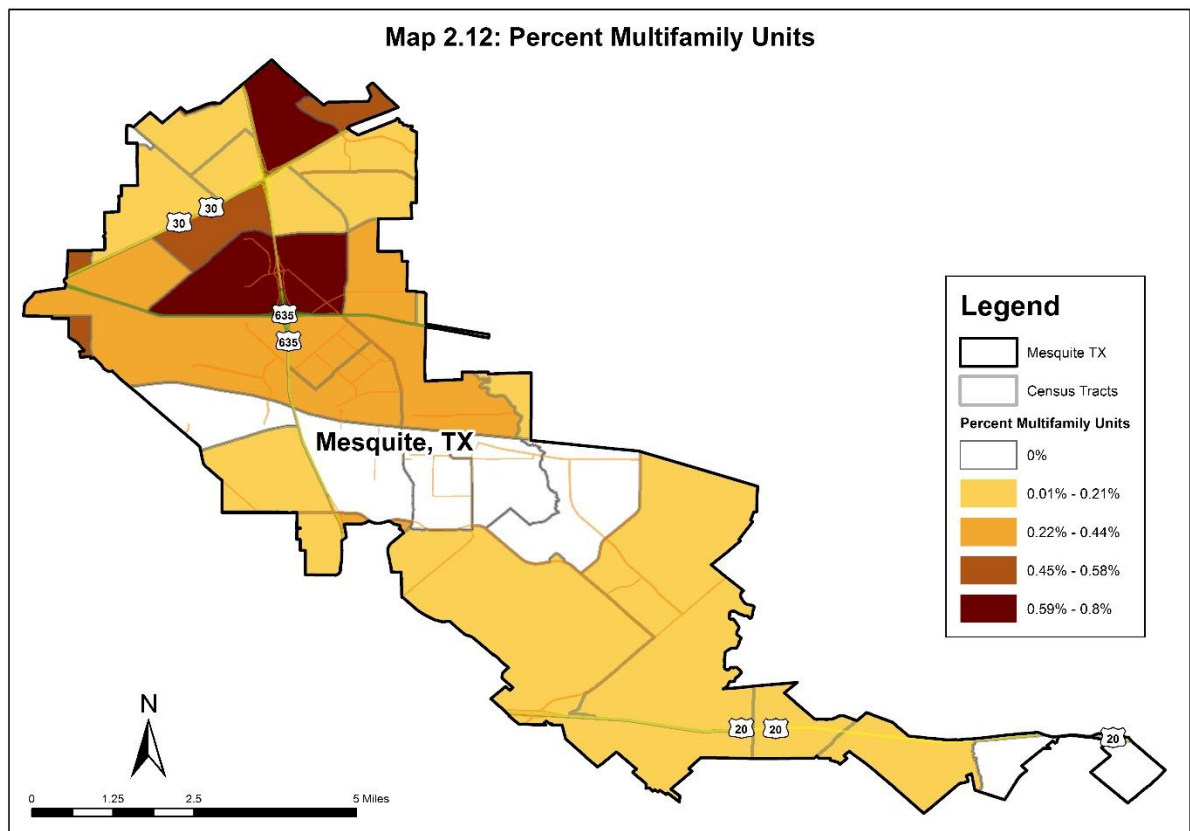 Map 2.12: Percent Multifamily Units
30
30
635
635
Mesquite, TX
20
20
20
Legend
Mesquite TX
Census Tracts
Percent Multifamily Units
0%
0.01% - 0.21%
0.22% - 0.44%
0.45% - 0.58%
0.59% - 0.8%
N
0 1.25 2.5 5 Miles